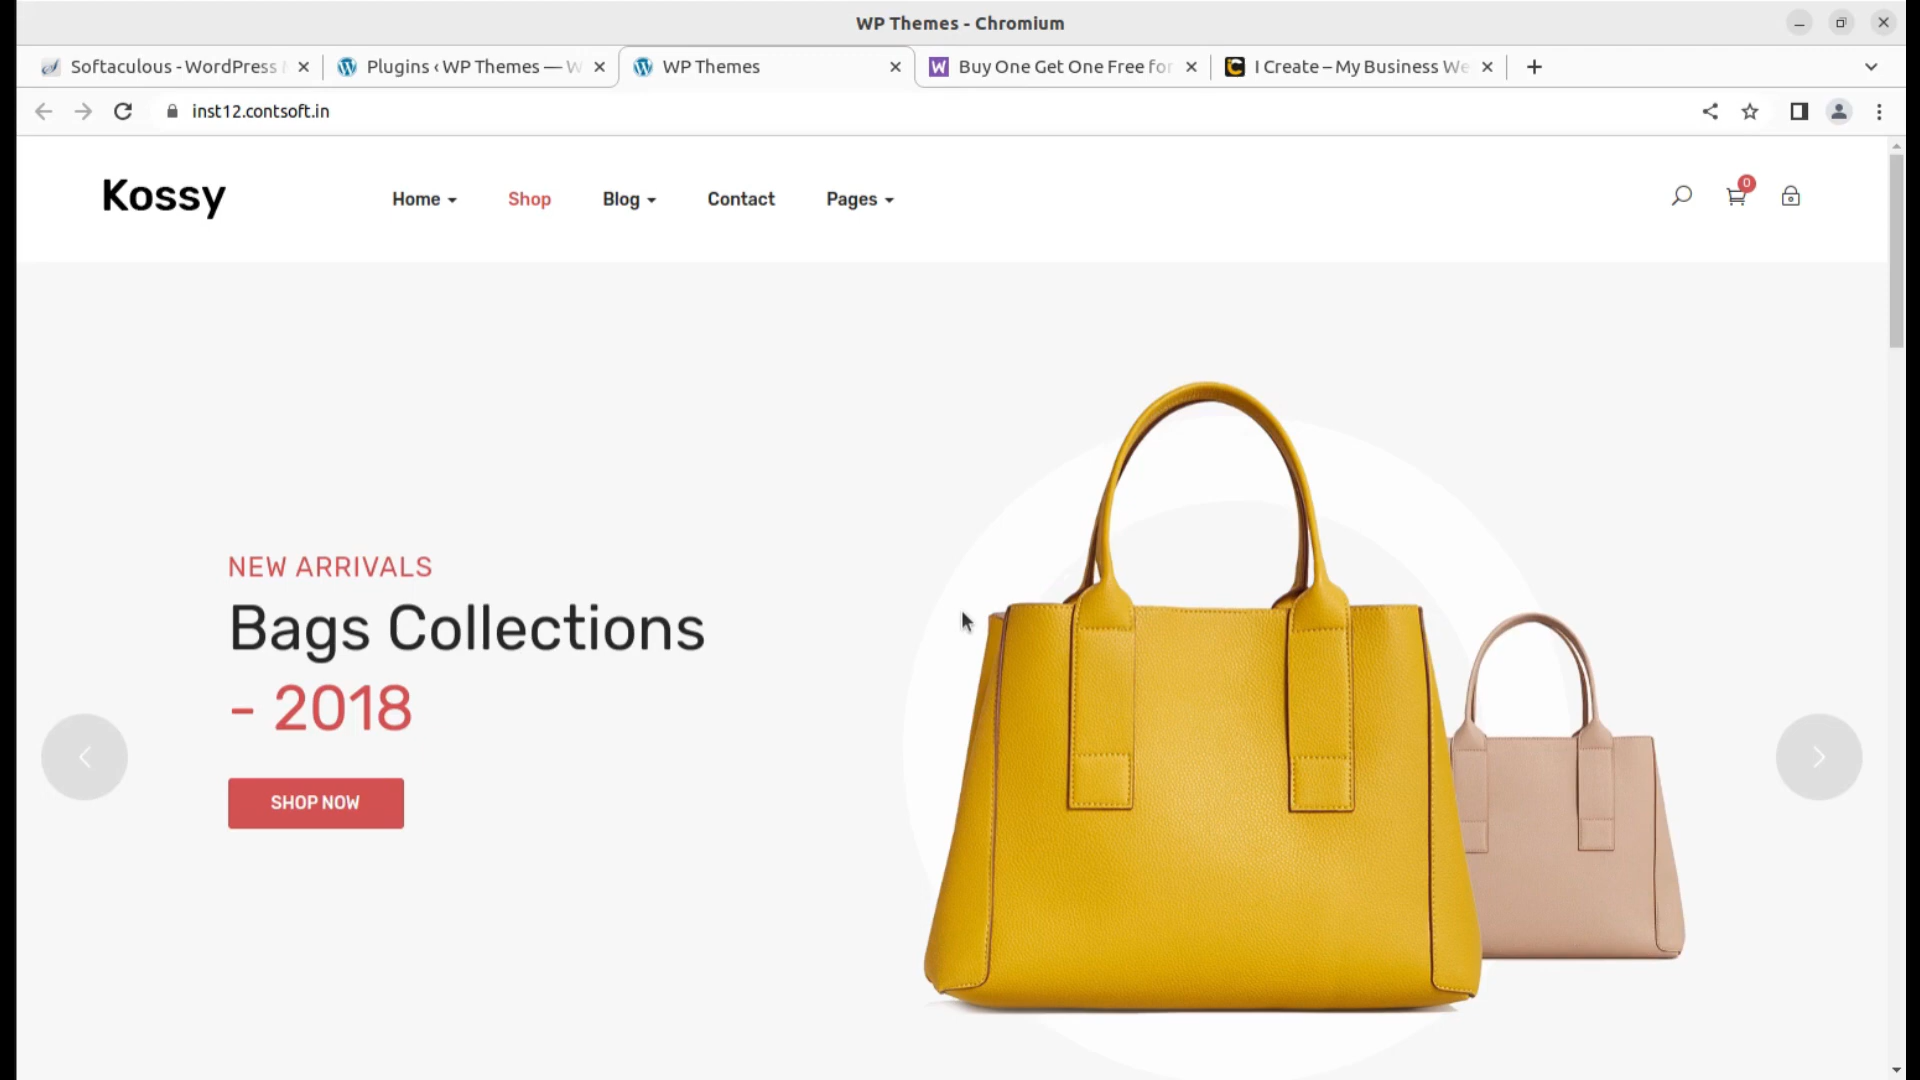 WP Themes - Chromium
Softaculous - WordPress
Plugins ‹ WP Themes — W
WP Themes
Buy One Get One Free for
I Create – My Business We
inst12.contsoft.in
Kossy
Home
Shop
Blog
Contact
Pages
0
NEW ARRIVALS
Bags Collections
- 2018
SHOP NOW